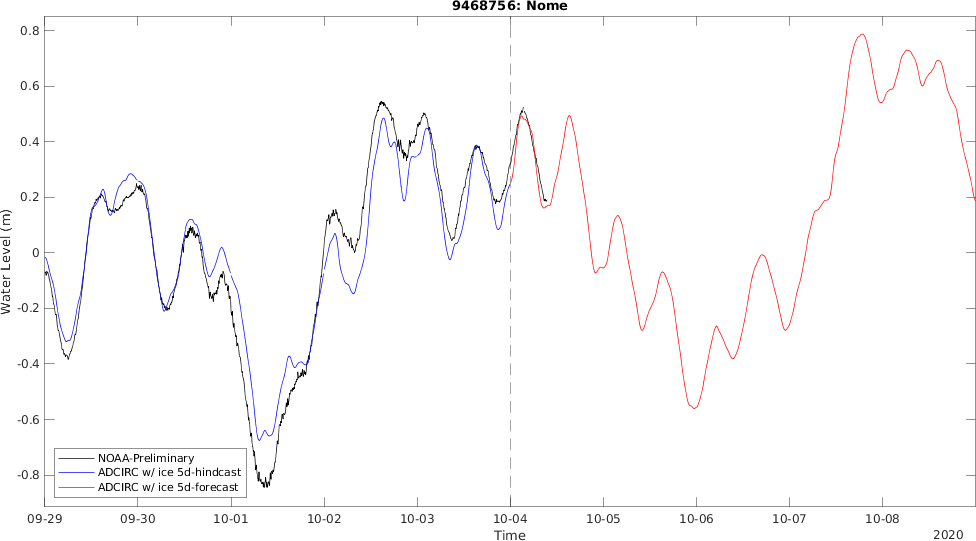 9468756: Nome
0.8
0.6
0.4
0.2
0
-0.2
-0.4
-0.6
-0.8
Water Level (m)
NOAA-Preliminary
ADCIRC w/ ice 5d-hindcast
ADCIRC w/ ice 5d-forecast
09-29 09-30 10-01 10-02 10-03 10-04 10-05 10-06 10-07 10-08
Time
2020